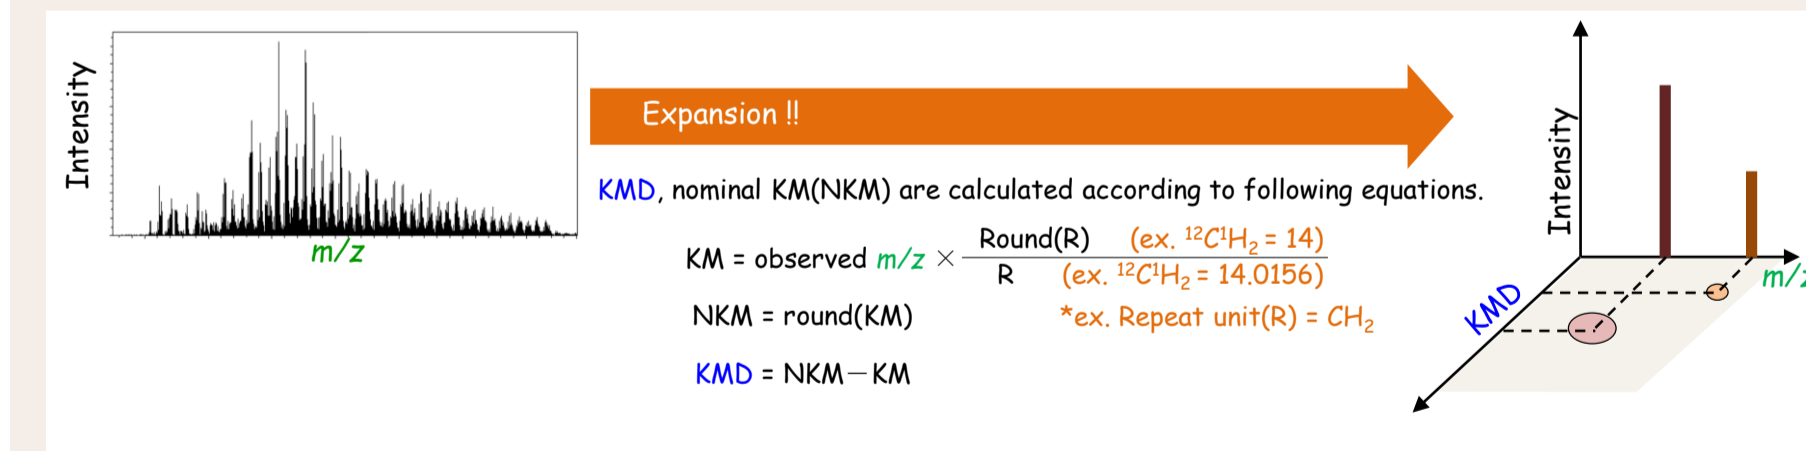 Intensity
m/z
Expansion !!
KMD, nominal KM(NKM) are calculated according to following equations.
KM = observed m/z × Round(R) (ex. ¹²C¹H₂ = 14)
R (ex. ¹²C¹H₂ = 14.0156)
NKM = round(KM)
*ex. Repeat unit(R) = CH₂
KMD = NKM－KM
Intensity
m/z
KMD